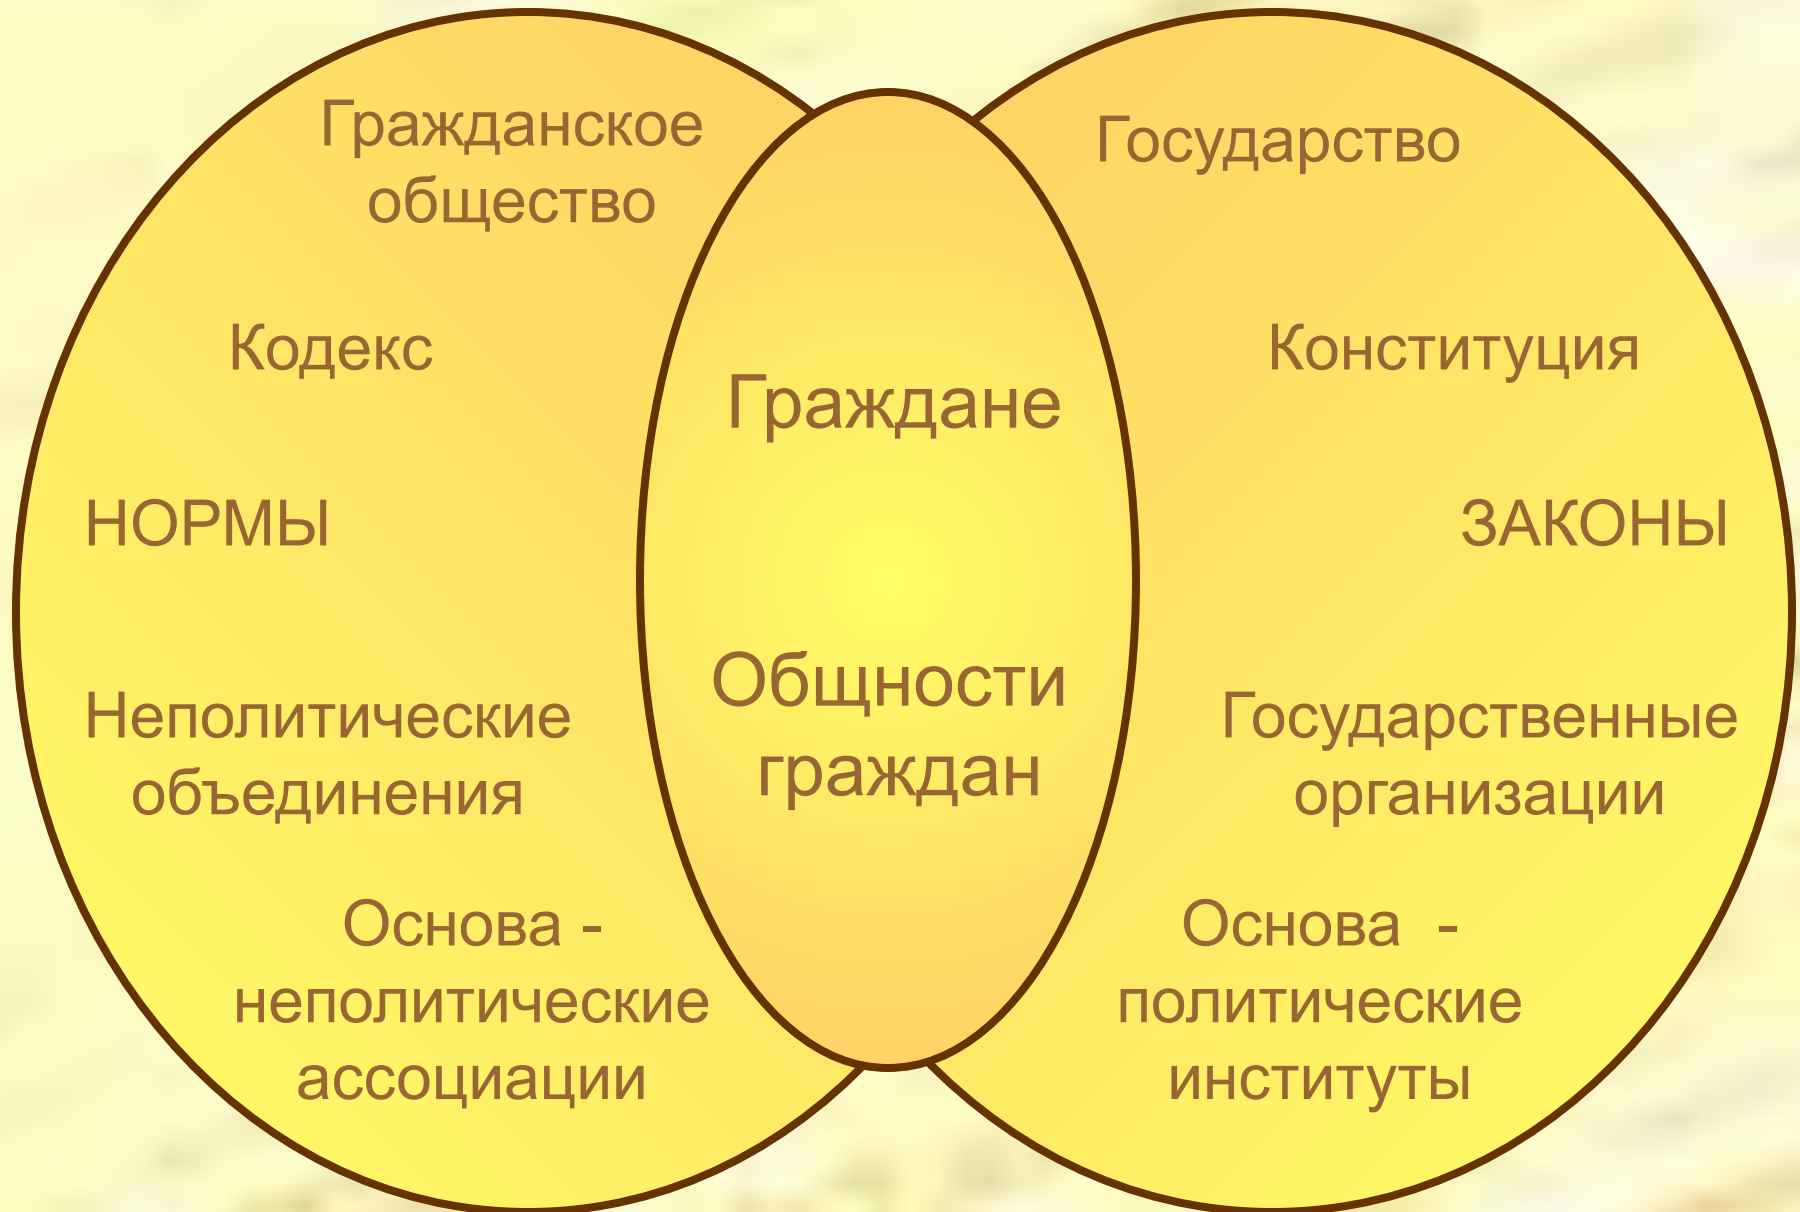 Гражданское
общество
Кодекс
НОРМЫ
Неполитические
объединения
Основа -
неполитические
ассоциации
Граждане
Общности
граждан
Государство
Конституция
ЗАКОНЫ
Государственные
организации
Основа -
политические
институты